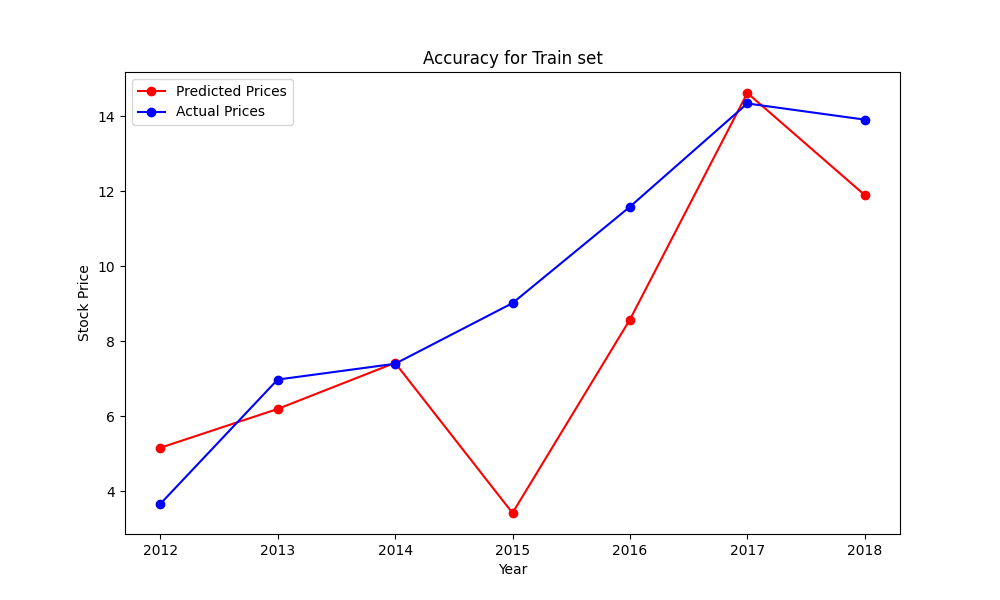 Accuracy for Train set
Predicted Prices
Actual Prices
Stock Price
14
12
10
8
6
4
2012 2013 2014 2015 2016 2017 2018
Year